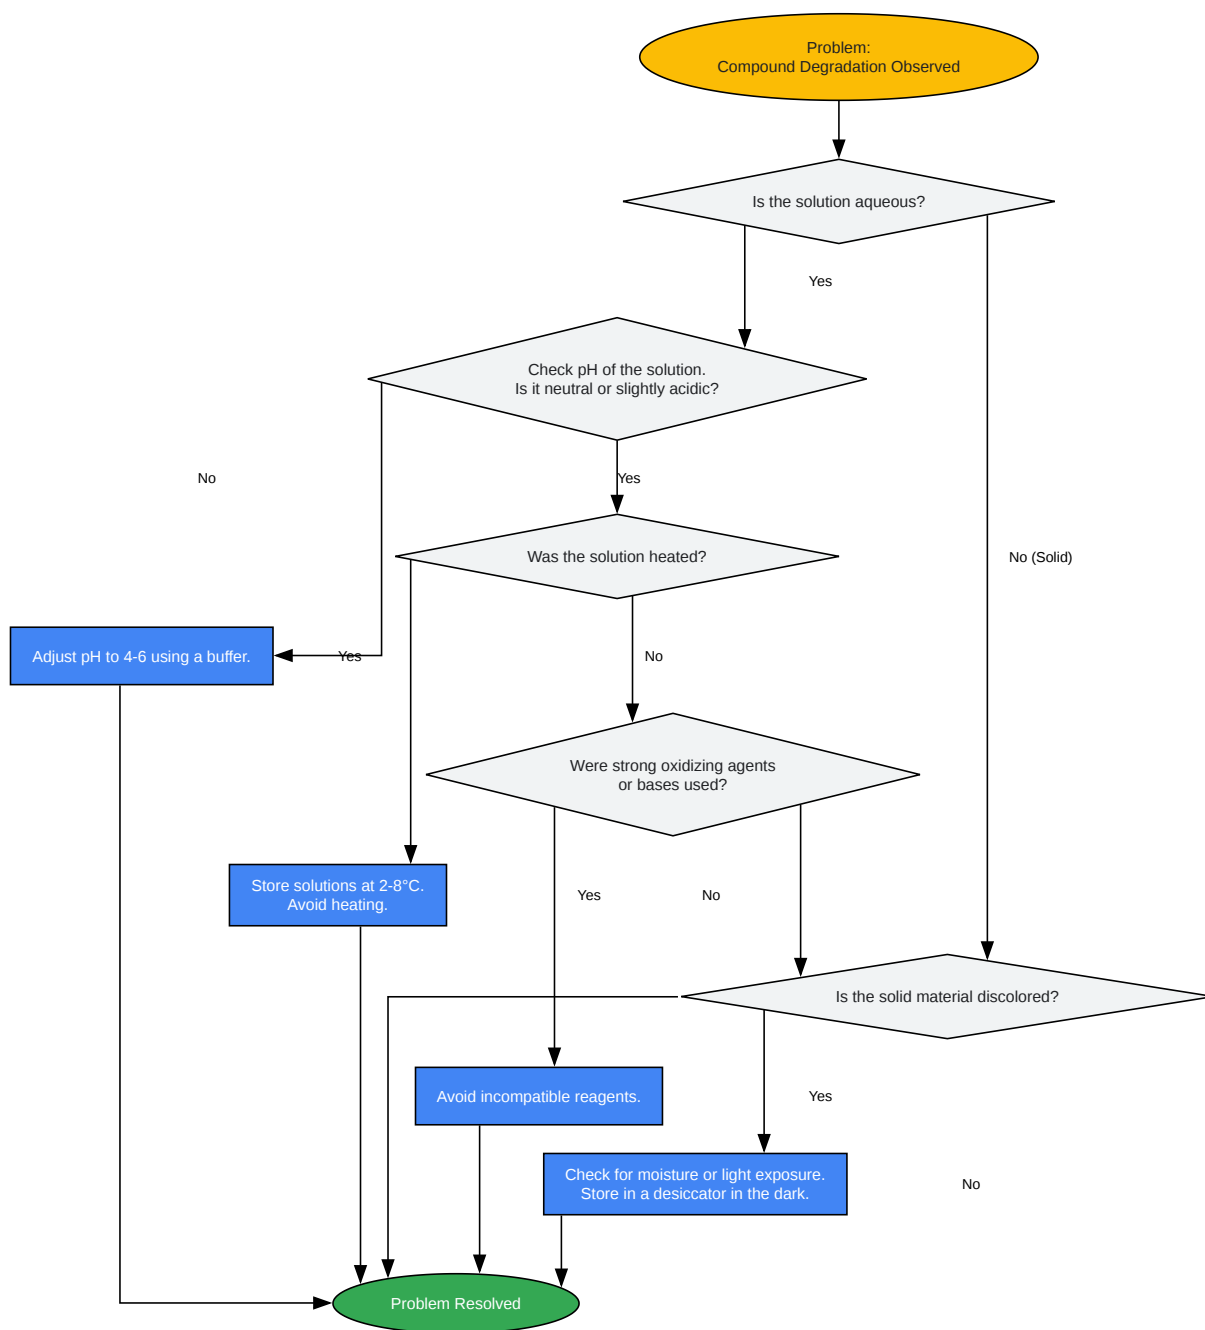 Problem:
Compound Degradation Observed
Is the solution aqueous?
Yes
Check pH of the solution.
Is it neutral or slightly acidic?
No
Yes
Was the solution heated?
No (Solid)
Adjust pH to 4-6 using a buffer.
Yes
No
Were strong oxidizing agents
or bases used?
Store solutions at 2-8°C.
Avoid heating.
Yes
No
Is the solid material discolored?
Avoid incompatible reagents.
Yes
Check for moisture or light exposure.
Store in a desiccator in the dark.
No
Problem Resolved